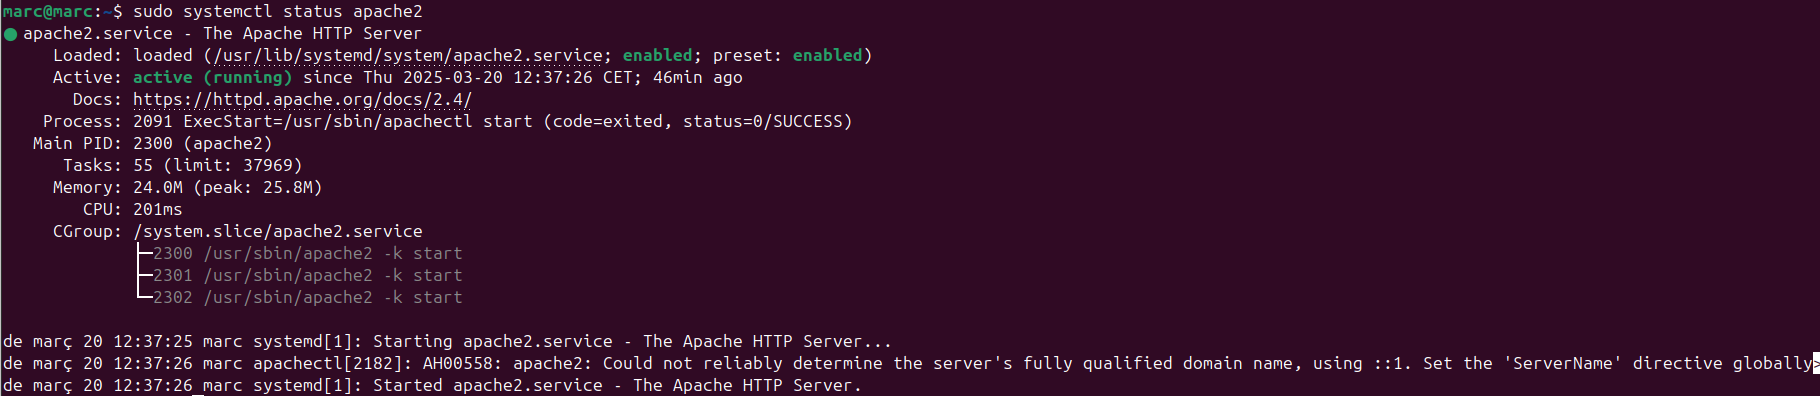 marc@marc:~$ sudo systemctl status apache2
● apache2.service - The Apache HTTP Server
     Loaded: loaded (/usr/lib/systemd/system/apache2.service; enabled; preset: enabled)
     Active: active (running) since Thu 2025-03-20 12:37:26 CET; 46min ago
       Docs: https://httpd.apache.org/docs/2.4/
    Process: 2091 ExecStart=/usr/sbin/apachectl start (code=exited, status=0/SUCCESS)
   Main PID: 2300 (apache2)
      Tasks: 55 (limit: 37969)
     Memory: 24.0M (peak: 25.8M)
        CPU: 201ms
     CGroup: /system.slice/apache2.service
             ├─2300 /usr/sbin/apache2 -k start
             ├─2301 /usr/sbin/apache2 -k start
             └─2302 /usr/sbin/apache2 -k start

de març 20 12:37:25 marc systemd[1]: Starting apache2.service - The Apache HTTP Server...
de març 20 12:37:26 marc apachectl[2182]: AH00558: apache2: Could not reliably determine the server's fully qualified domain name, using ::1. Set the 'ServerName' directive globally>
de març 20 12:37:26 marc systemd[1]: Started apache2.service - The Apache HTTP Server.